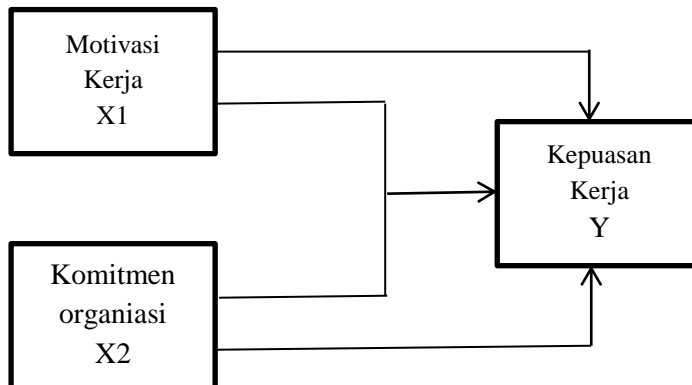 Motivasi
Kerja
X1
Kepuasan
Kerja
Y
Komitmen
organiasi
X2